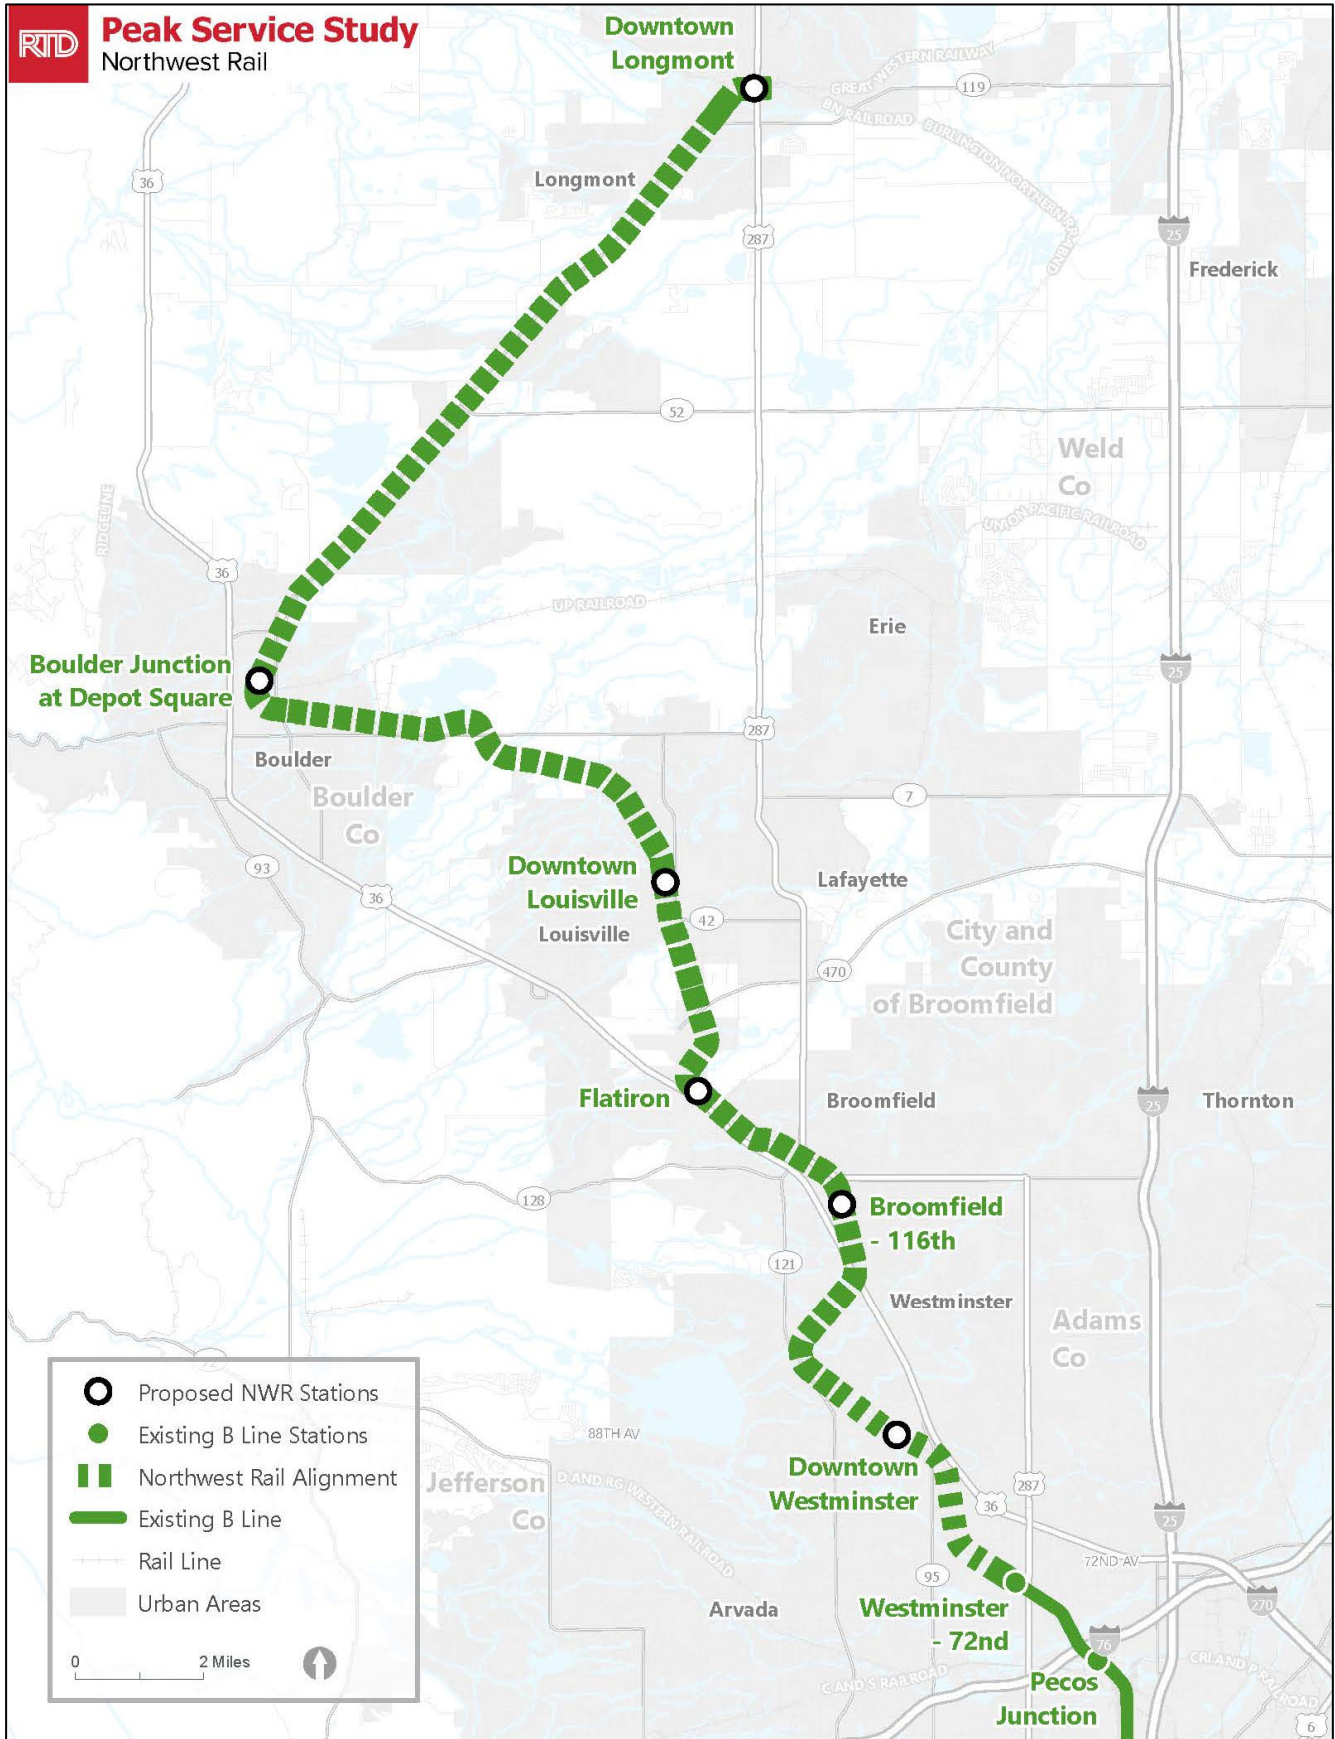 RTD
Peak Service Study
Northwest Rail
Downtown
Longmont
GREAT WESTERN RAILWAY
119
BN RAILROAD
BURLINGTON NORTHERN RAILROAD
36
Longmont
287
25
Frederick
52
Weld
Co
RIDGELINE
UNION PACIFIC RAILROAD
36
UP RAILROAD
Erie
Boulder Junction
at Depot Square
25
287
Boulder
Boulder
Co
7
93
36
Downtown
Louisville
Louisville
Lafayette
42
City and
County
of Broomfield
470
Flatiron
Broomfield
25
Thornton
128
Broomfield
- 116th
121
Westminster
Adams
Co
72
Proposed NWR Stations
Existing B Line Stations
Northwest Rail Alignment
Existing B Line
Rail Line
Urban Areas
0
2 Miles
88TH AV
Jefferson
Co
D AND RG WESTERN RAILROAD
Downtown
Westminster
287
36
25
72ND AV
95
270
Arvada
Westminster
- 72nd
76
C AND S RAILROAD
CRI AND P RAILROAD
Pecos
Junction
6